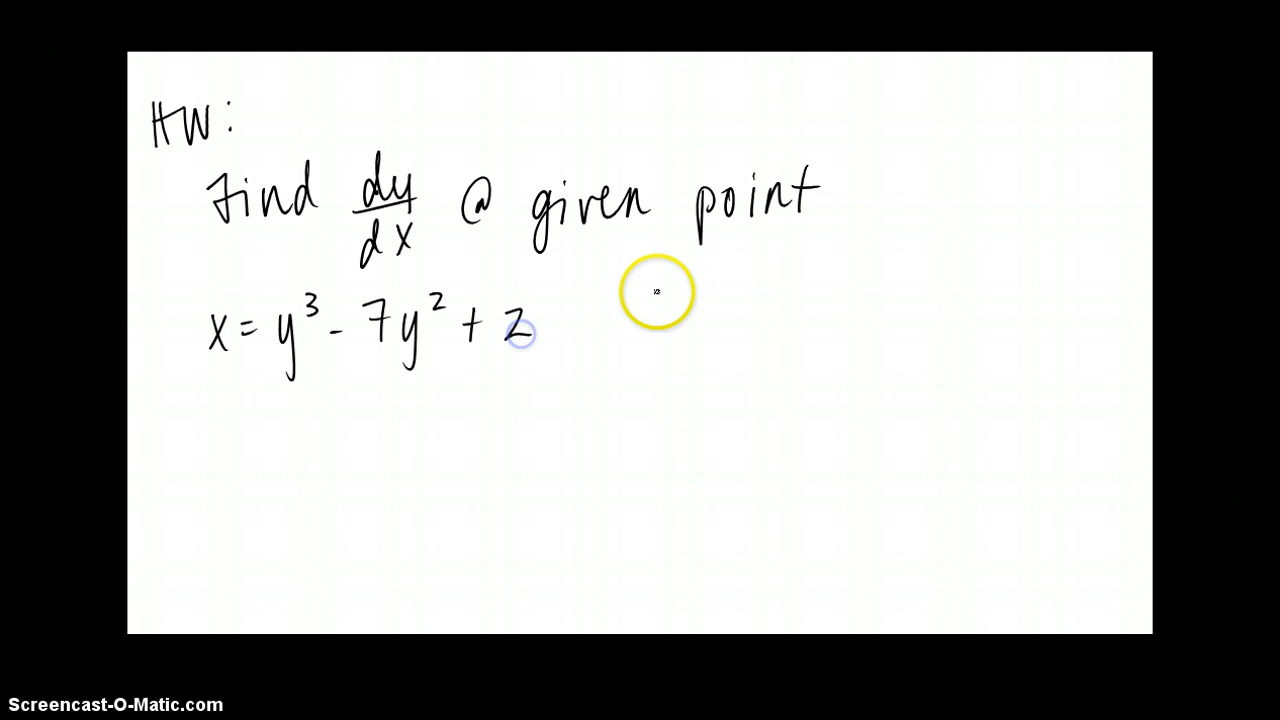 HW:
Find dy/dx @ given point
x = y³ - 7y² + 2
Screencast-O-Matic.com